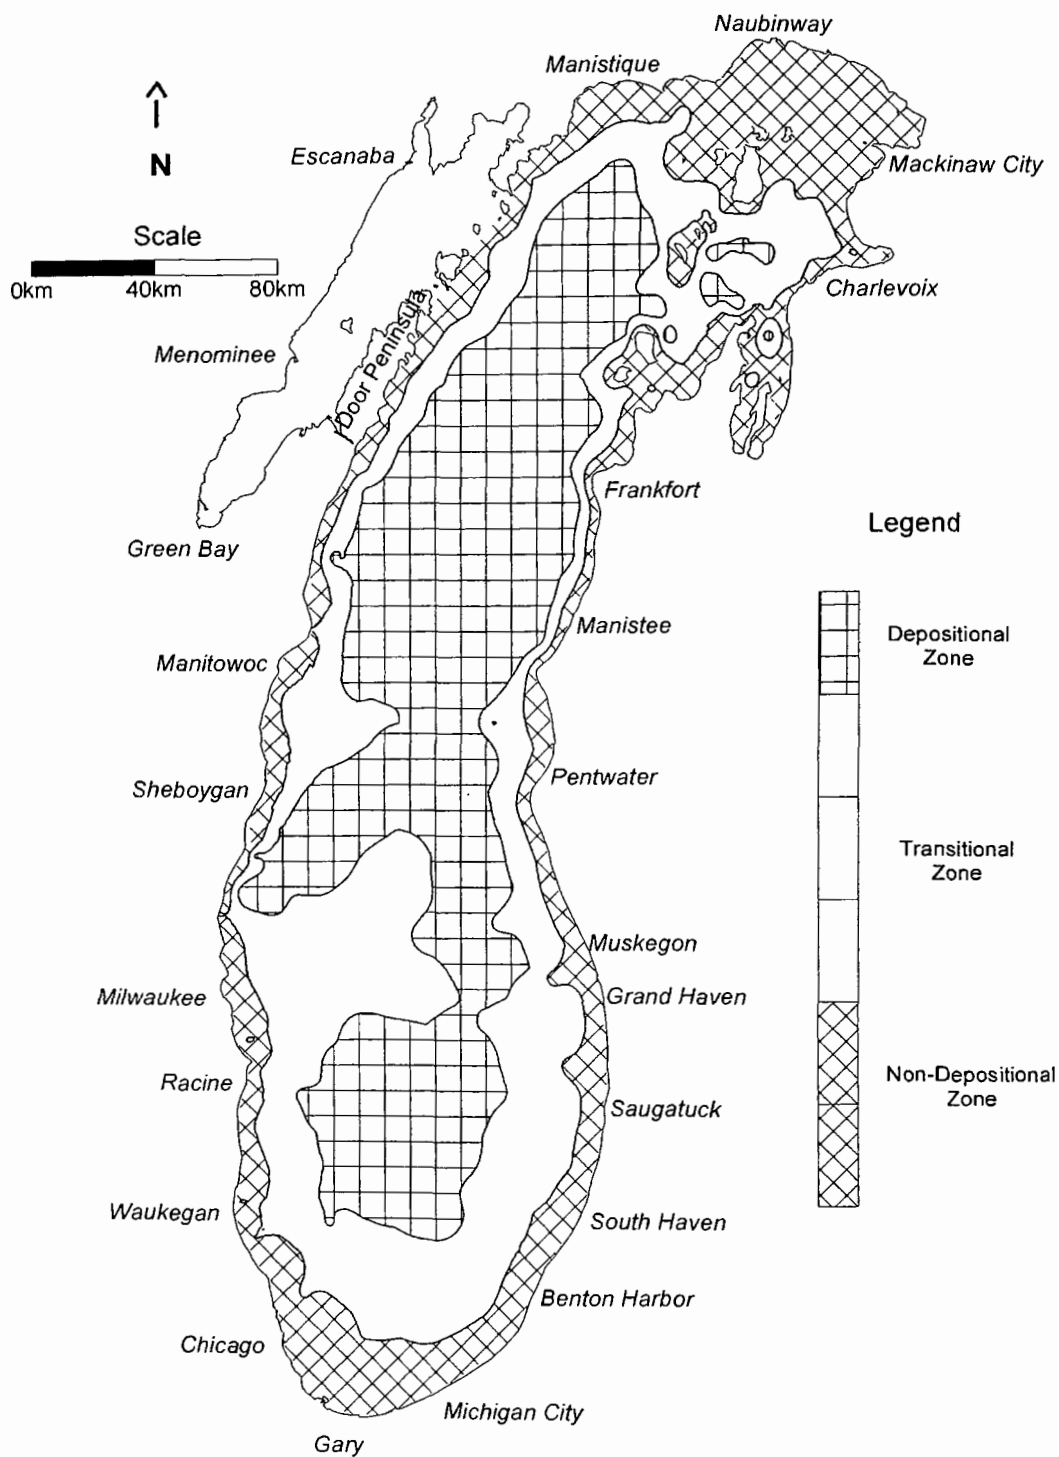 Naubinway
Manistique
Escanaba
N
Mackinaw City
Scale
0km 40km 80km
Charlevoix
Door Peninsula
Menominee
Frankfort
Legend
Green Bay
Depositional
Zone
Manistee
Manitowoc
Pentwater
Sheboygan
Transitional
Zone
Muskegon
Milwaukee
Grand Haven
Non-Depositional
Zone
Racine
Saugatuck
Waukegan
South Haven
Benton Harbor
Chicago
Michigan City
Gary